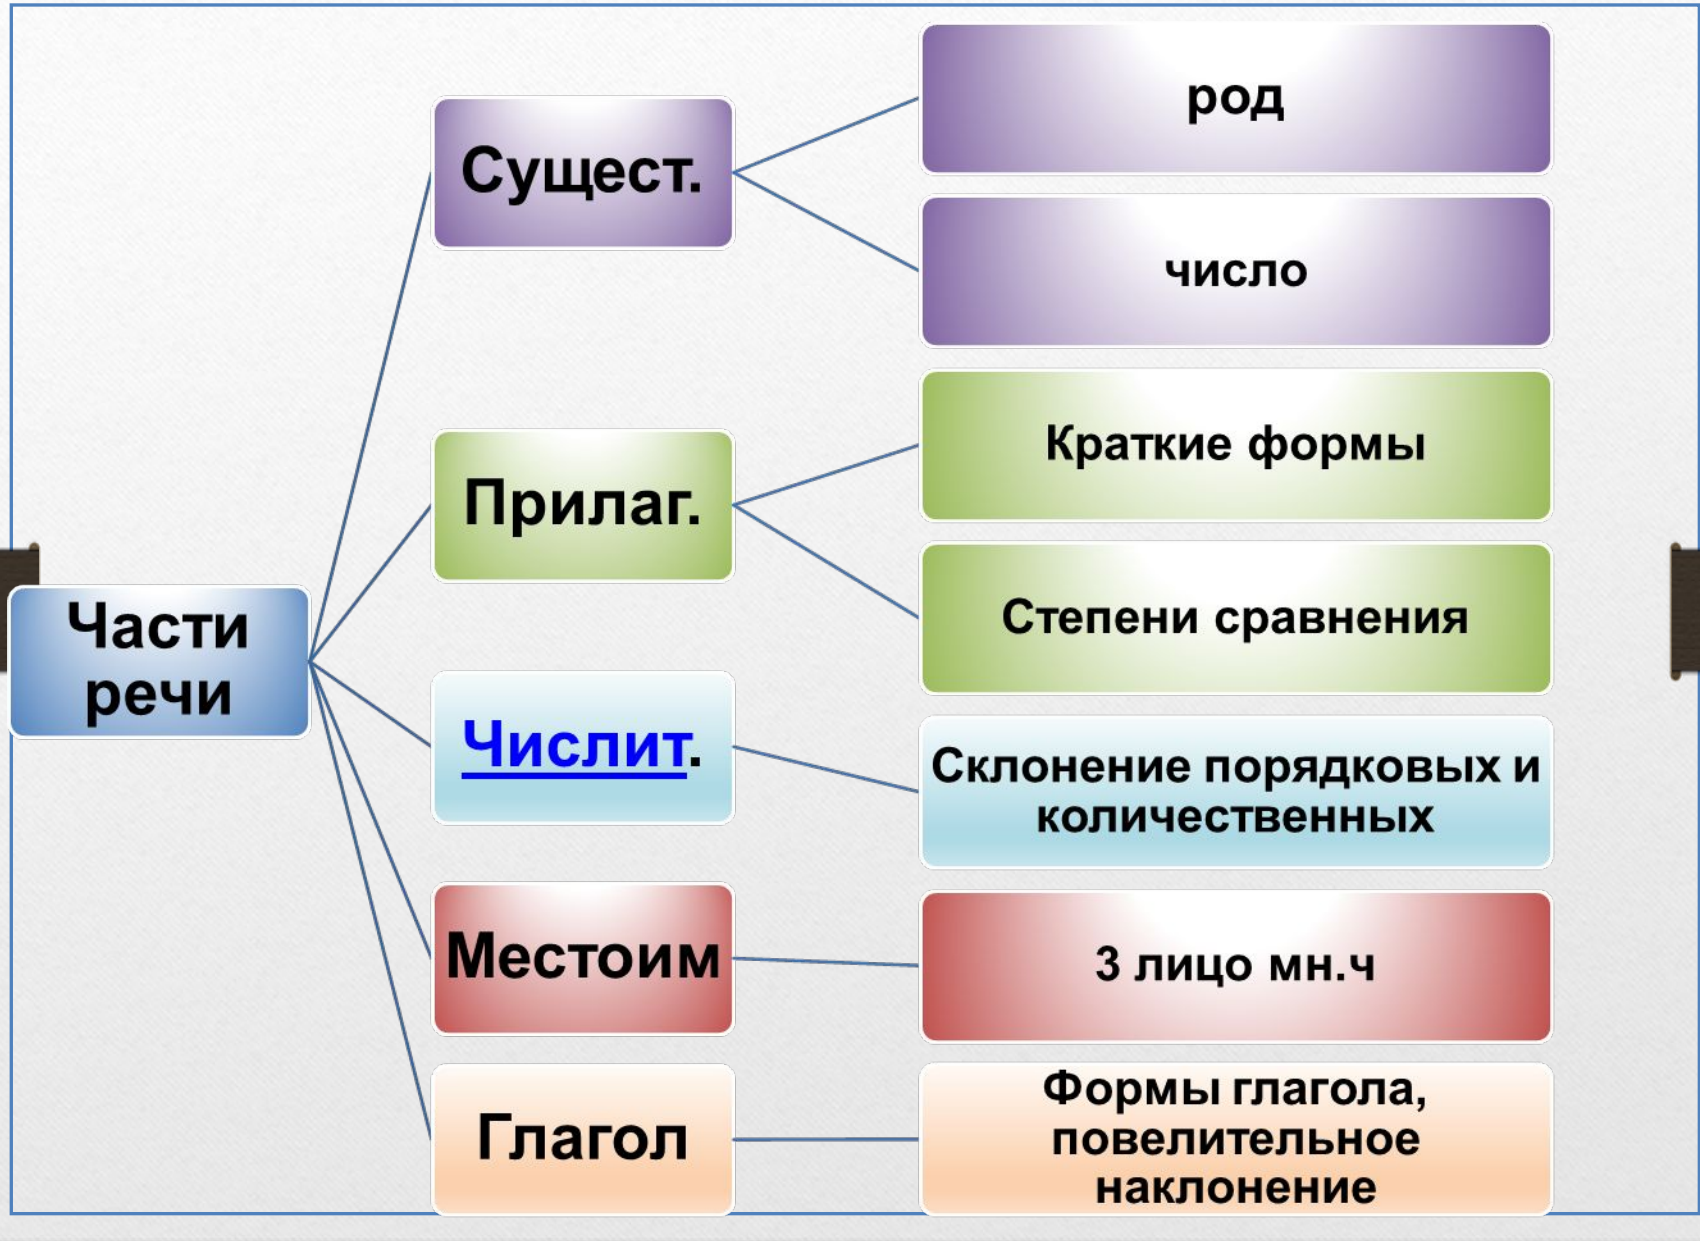 Части
речи
Сущест.
род
число
Прилаг.
Краткие формы
Степени сравнения
Числит.
Склонение порядковых и
количественных
Местоим
3 лицо мн.ч
Глагол
Формы глагола,
повелительное
наклонение